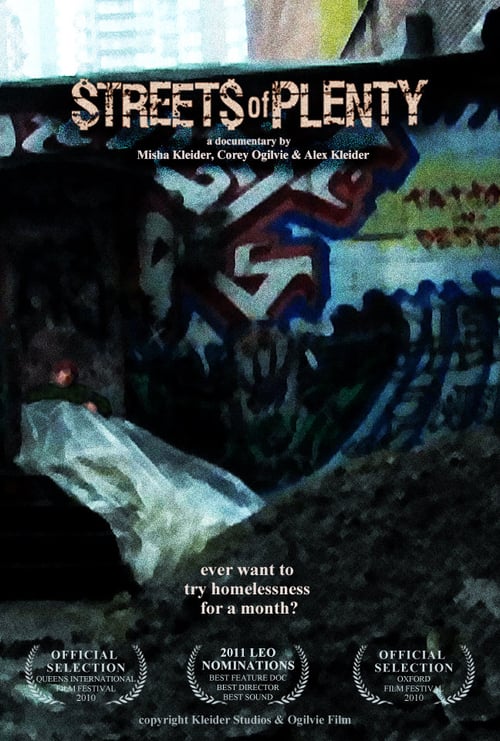 $TREET$ of PLENTY
a documentary by
Misha Kleider, Corey Ogilvie & Alex Kleider
ever want to
try homelessness
for a month?
OFFICIAL
SELECTION
QUEENS INTERNATIONAL
FILM FESTIVAL
2010
2011 LEO
NOMINATIONS
BEST FEATURE DOC
BEST DIRECTOR
BEST SOUND
OFFICIAL
SELECTION
OXFORD
FILM FESTIVAL
2010
copyright Kleider Studios & Ogilvie Film